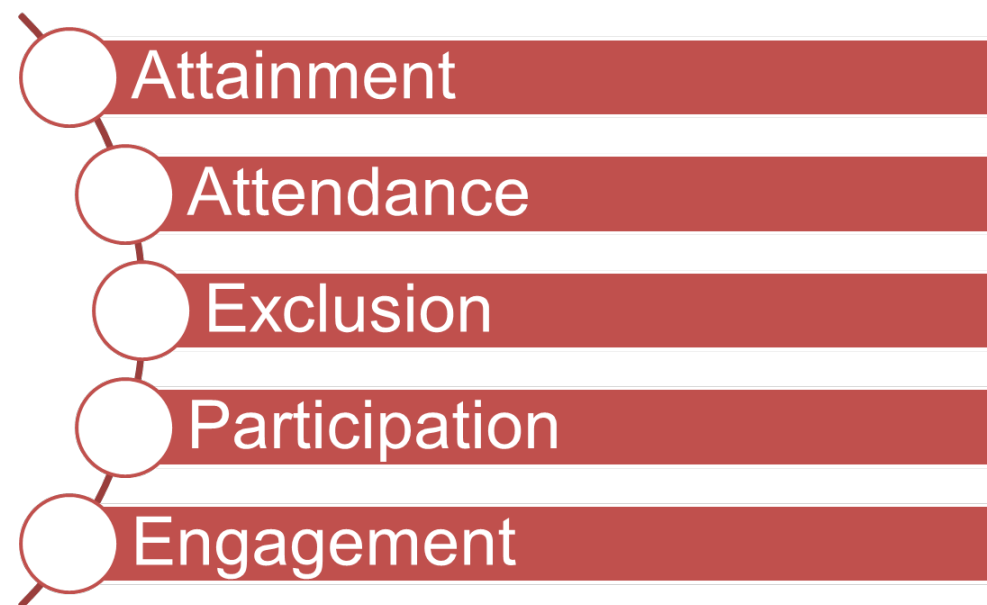 Attainment
Attendance
Exclusion
Participation
Engagement